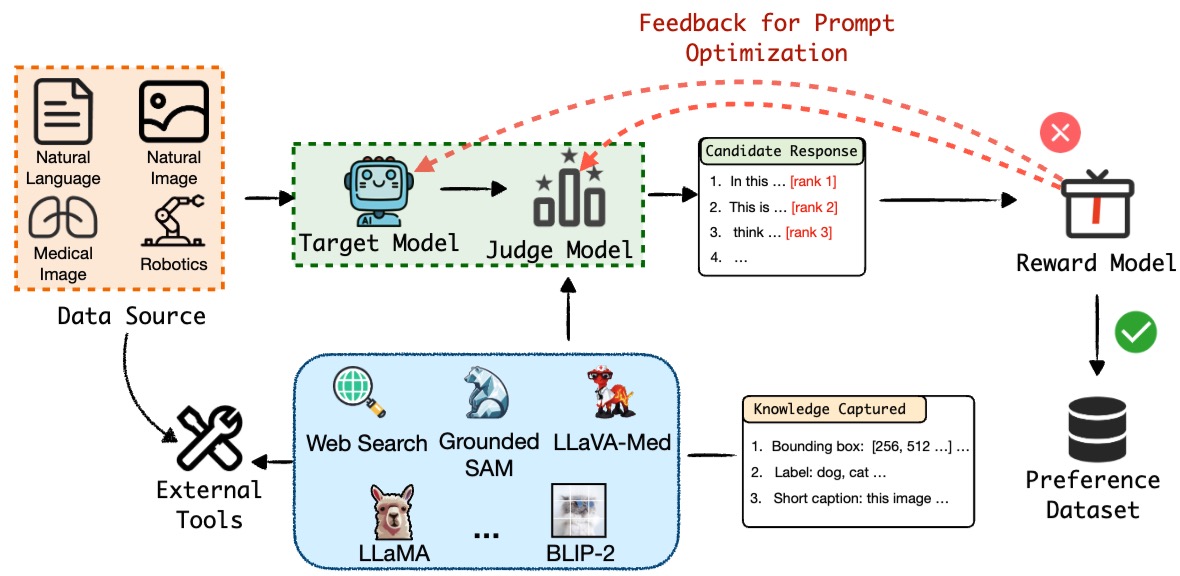 Feedback for Prompt
Optimization
Natural
Language
Natural
Image
Medical
Image
Robotics
Data Source
AI
Target Model
Judge Model
Candidate Response
1. In this ... [rank 1]
2. This is ... [rank 2]
3. think ... [rank 3]
4. ...
Reward Model
Web Search
Grounded
SAM
LLaVA-Med
LLaMA
...
BLIP-2
External
Tools
Knowledge Captured
1. Bounding box: [256, 512 ...] ...
2. Label: dog, cat ...
3. Short caption: this image ...
Preference
Dataset